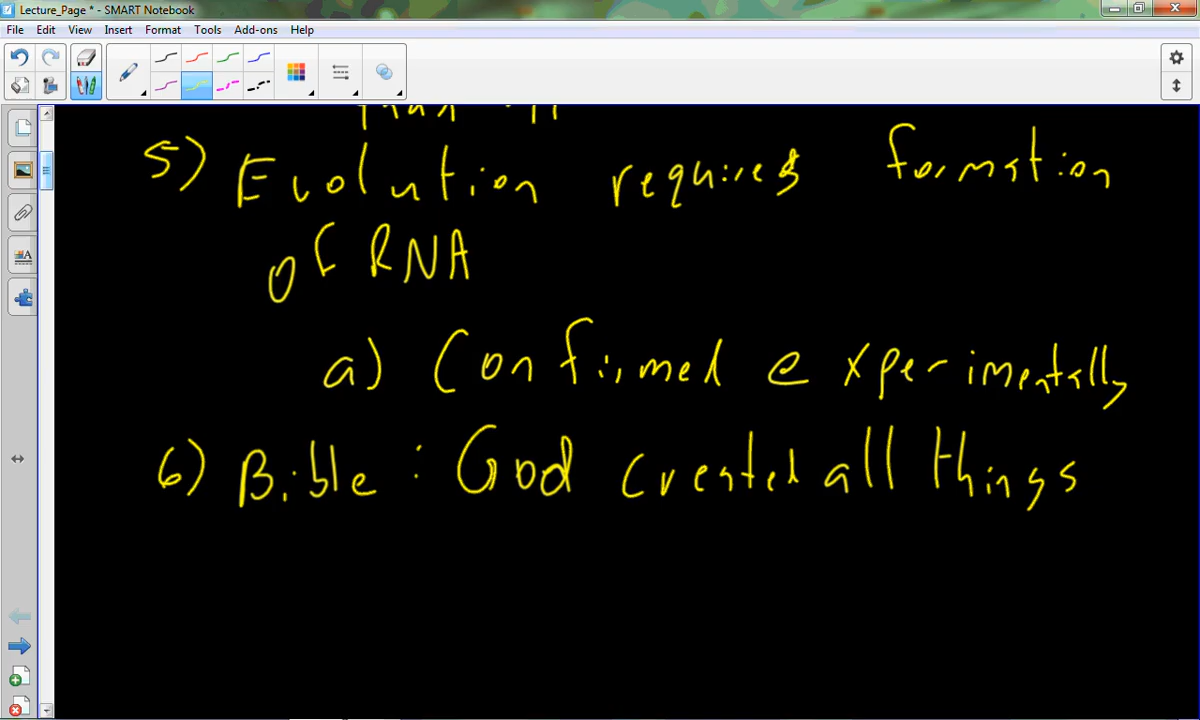 Lecture_Page * - SMART Notebook
File Edit View Insert Format Tools Add-ons Help
than
5) Evolution requires formation
of RNA
a) Confirmed experimentally
6) Bible : God created all things